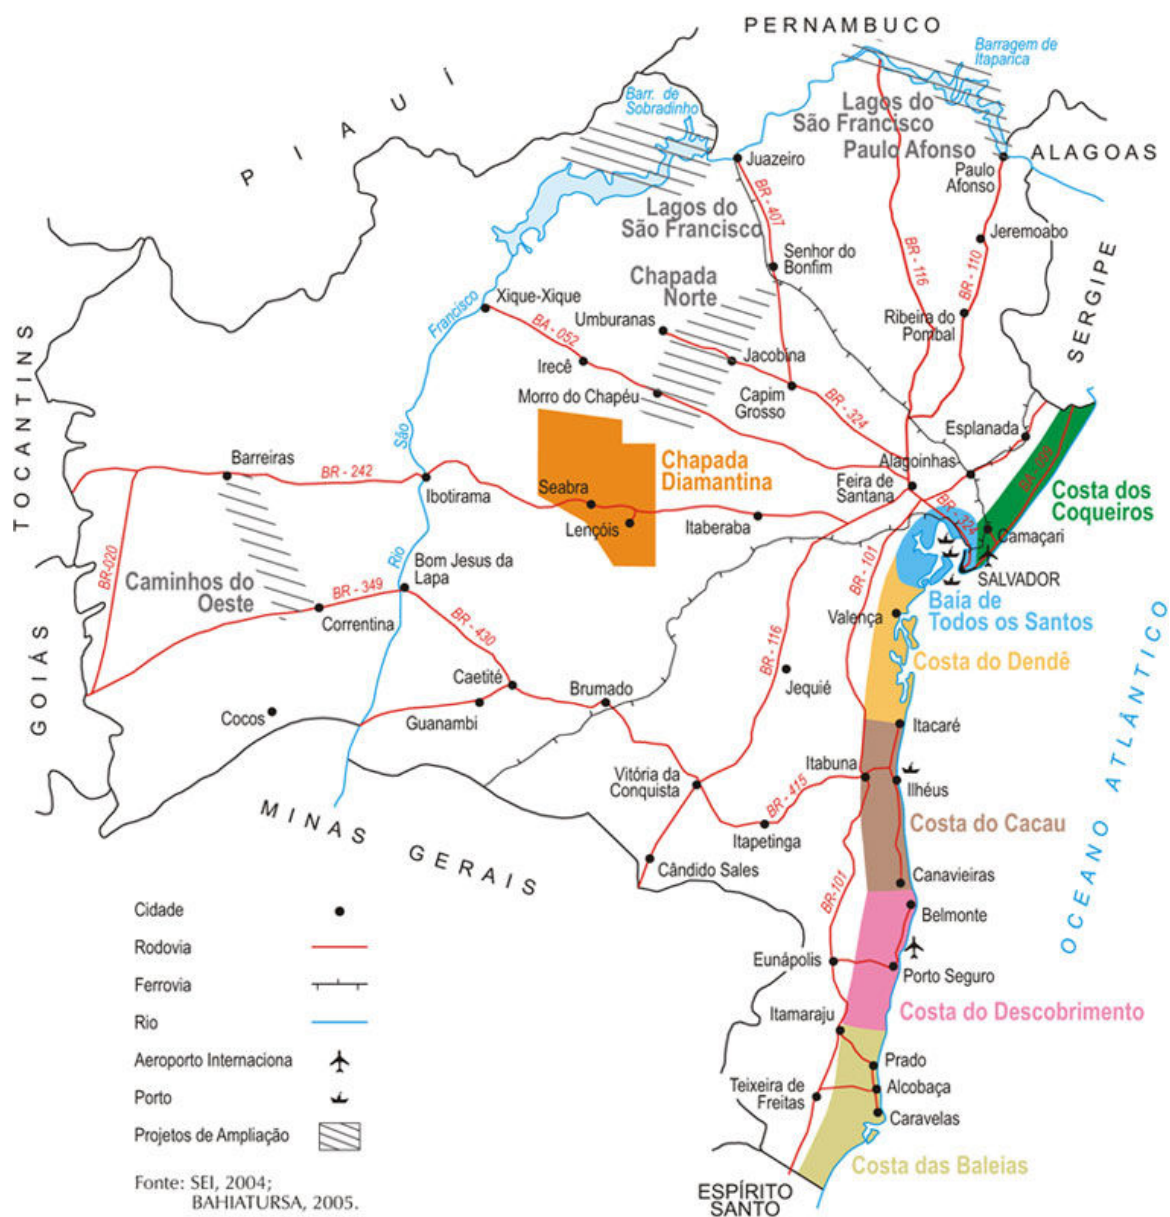 PERNAMBUCO
Barragem de
Itaparica
PIAUÍ
Barr. de
Sobradinho
Lagos do
São Francisco
Paulo Afonso
ALAGOAS
Juazeiro
Paulo
Afonso
BR-407
Lagos do
São Francisco
Jeremoabo
BR - 116
BR - 110
SERGIPE
Senhor do
Bonfim
Chapada
Norte
Xique-Xique
Francisco
Umburanas
BA - 052
Ribeira do
Pombal
Irecê
Jacobina
TOCANTINS
Morro do Chapéu
Capim
Grosso
BR - 324
Esplanada
São
Barreiras
BR - 242
Ibotirama
Chapada
Diamantina
Alagoinhas
Feira de
Santana
BA - 099
Costa dos
Coqueiros
Seabra
Lençóis
Itaberaba
BR - 324
Camaçari
Rio
Bom Jesus da
Lapa
BR - 101
SALVADOR
BR-020
Caminhos do
Oeste
BR - 349
Correntina
Baía de
Todos os Santos
Valença
BR - 430
BR - 116
Costa do Dendê
GOIÁS
Caetité
Brumado
Jequié
Cocos
Guanambi
Itacaré
OCEANO ATLÂNTICO
Vitória da
Conquista
Itabuna
Ilhéus
BR - 415
MINAS GERAIS
Itapetinga
Costa do Cacau
Cândido Sales
Canavieiras
BR-101
Belmonte
Eunápolis
Porto Seguro
Costa do Descobrimento
Itamaraju
Prado
Teixeira de
Freitas
Alcobaça
Caravelas
Costa das Baleias
ESPÍRITO
SANTO
Cidade
Rodovia
Ferrovia
Rio
Aeroporto Internaciona
Porto
Projetos de Ampliação
Fonte: SEI, 2004;
BAHIATURSA, 2005.